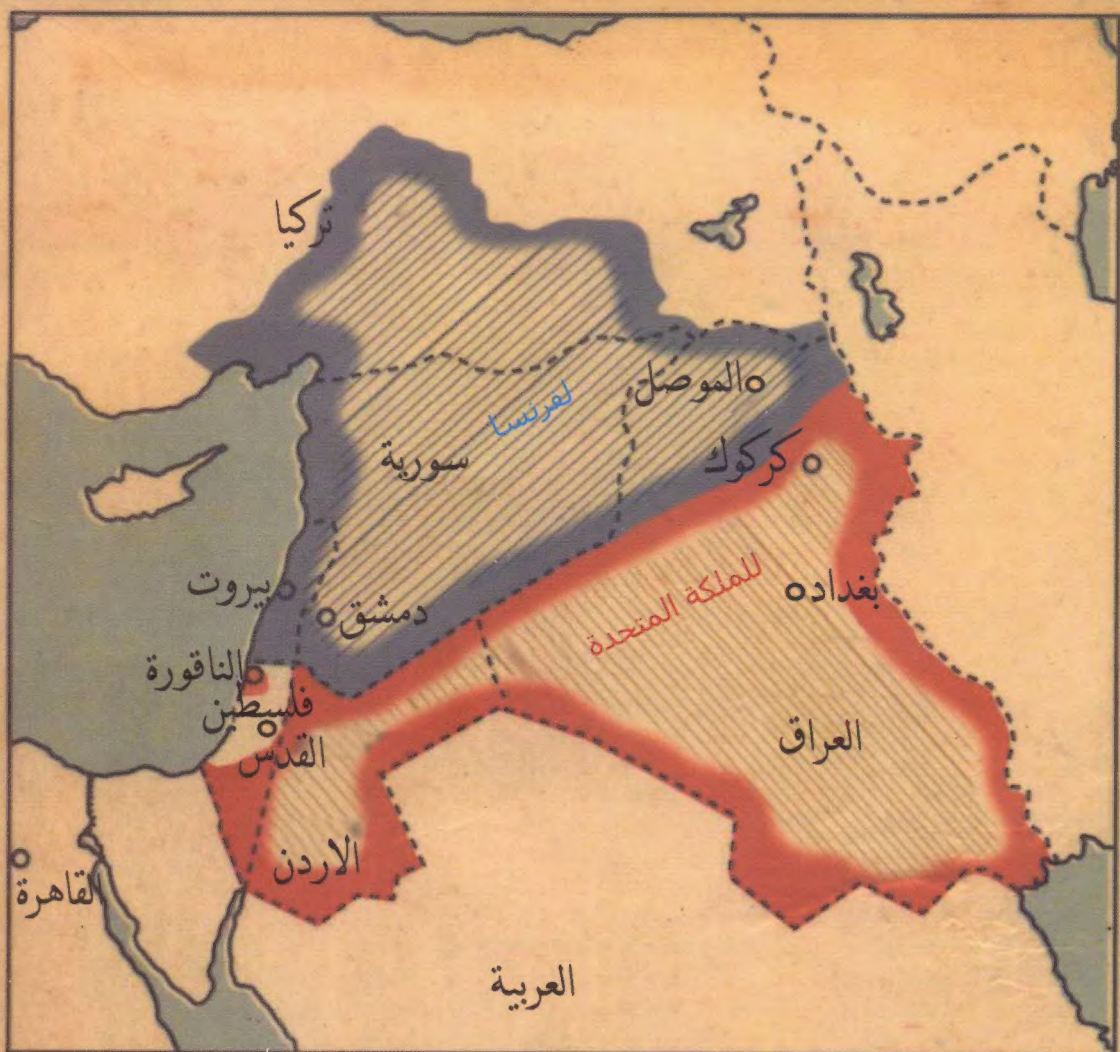 تركيا
الموصل
لفرنسا
سورية
كركوك
للملكة المتحدة
بيروت
دمشق
بغداد
الناقورة
فلسطين
القدس
العراق
الاردن
القاهرة
العربية